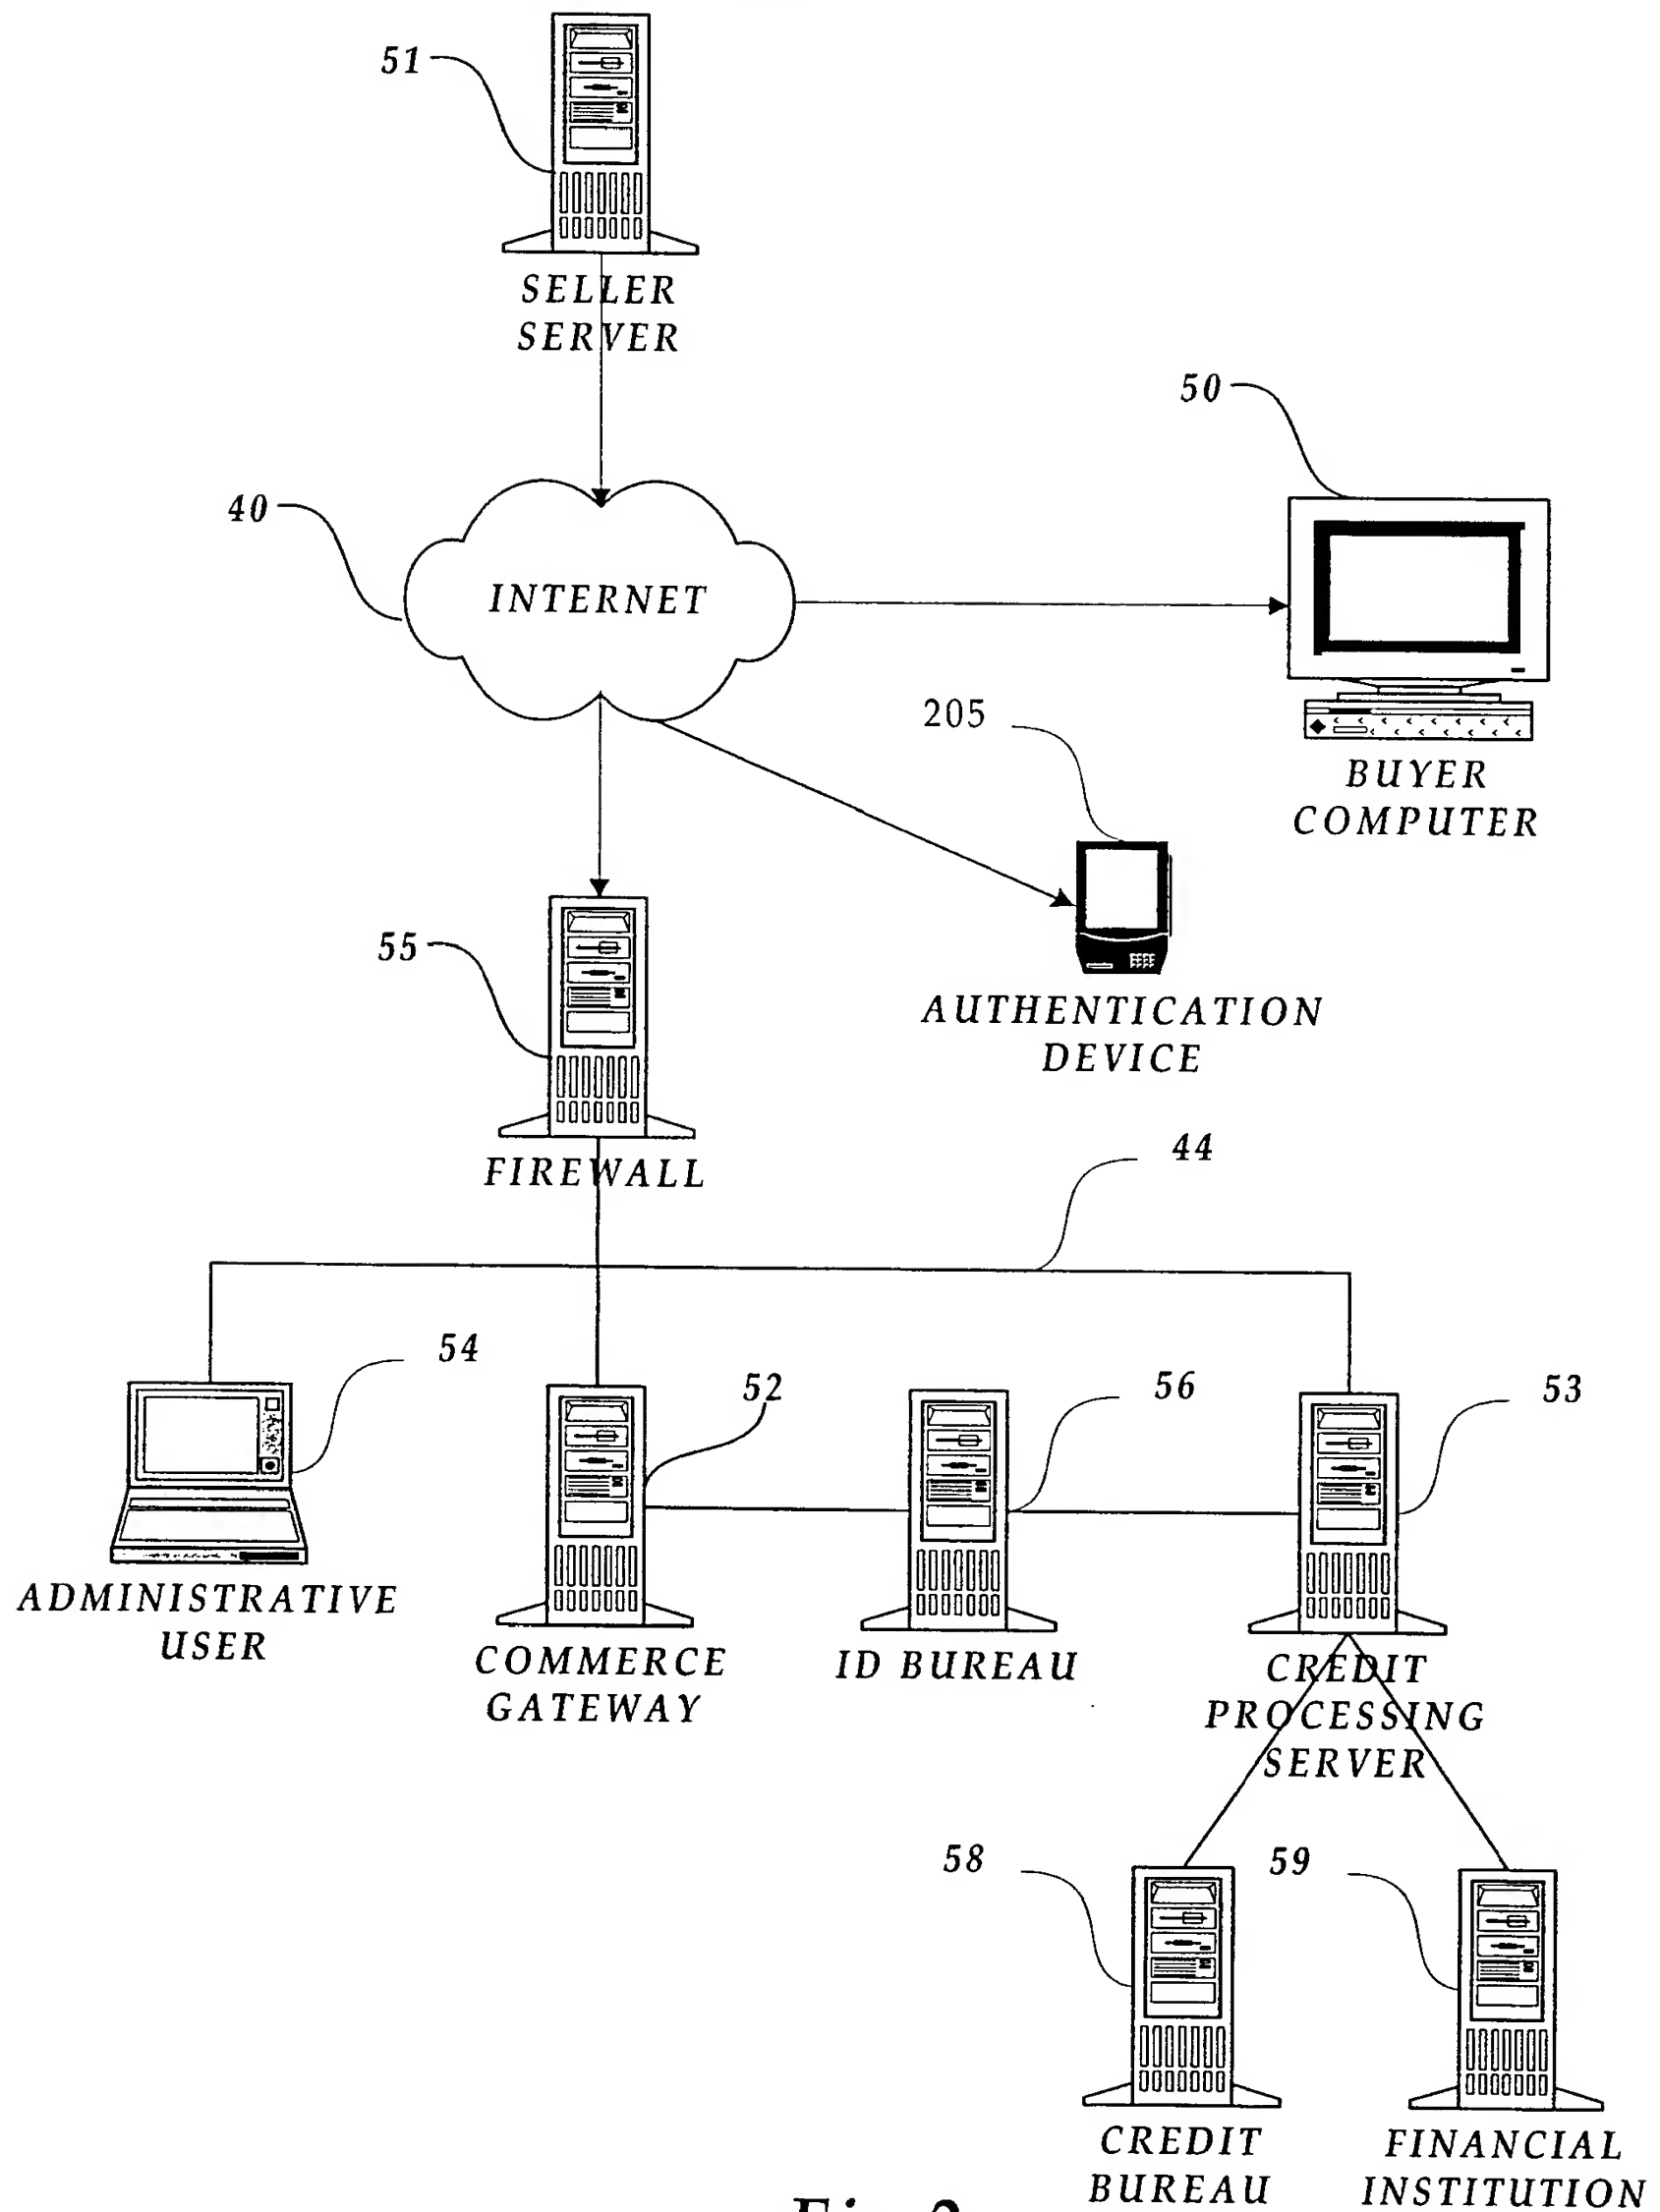 51
SELLER
SERVER
50
40
INTERNET
205
BUYER
COMPUTER
55
AUTHENTICATION
DEVICE
FIREWALL
44
54
52
56
53
ADMINISTRATIVE
USER
COMMERCE
GATEWAY
ID BUREAU
CREDIT
PROCESSING
SERVER
58
59
CREDIT
BUREAU
FINANCIAL
INSTITUTION